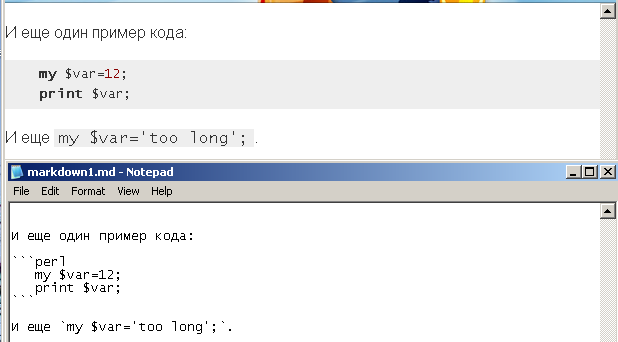 И еще один пример кода:
my $var=12;
print $var;
И еще my $var='too long'; .
markdown1.md - Notepad
File Edit Format View Help
И еще один пример кода:
```perl
my $var=12;
print $var;
```
И еще `my $var='too long';`.